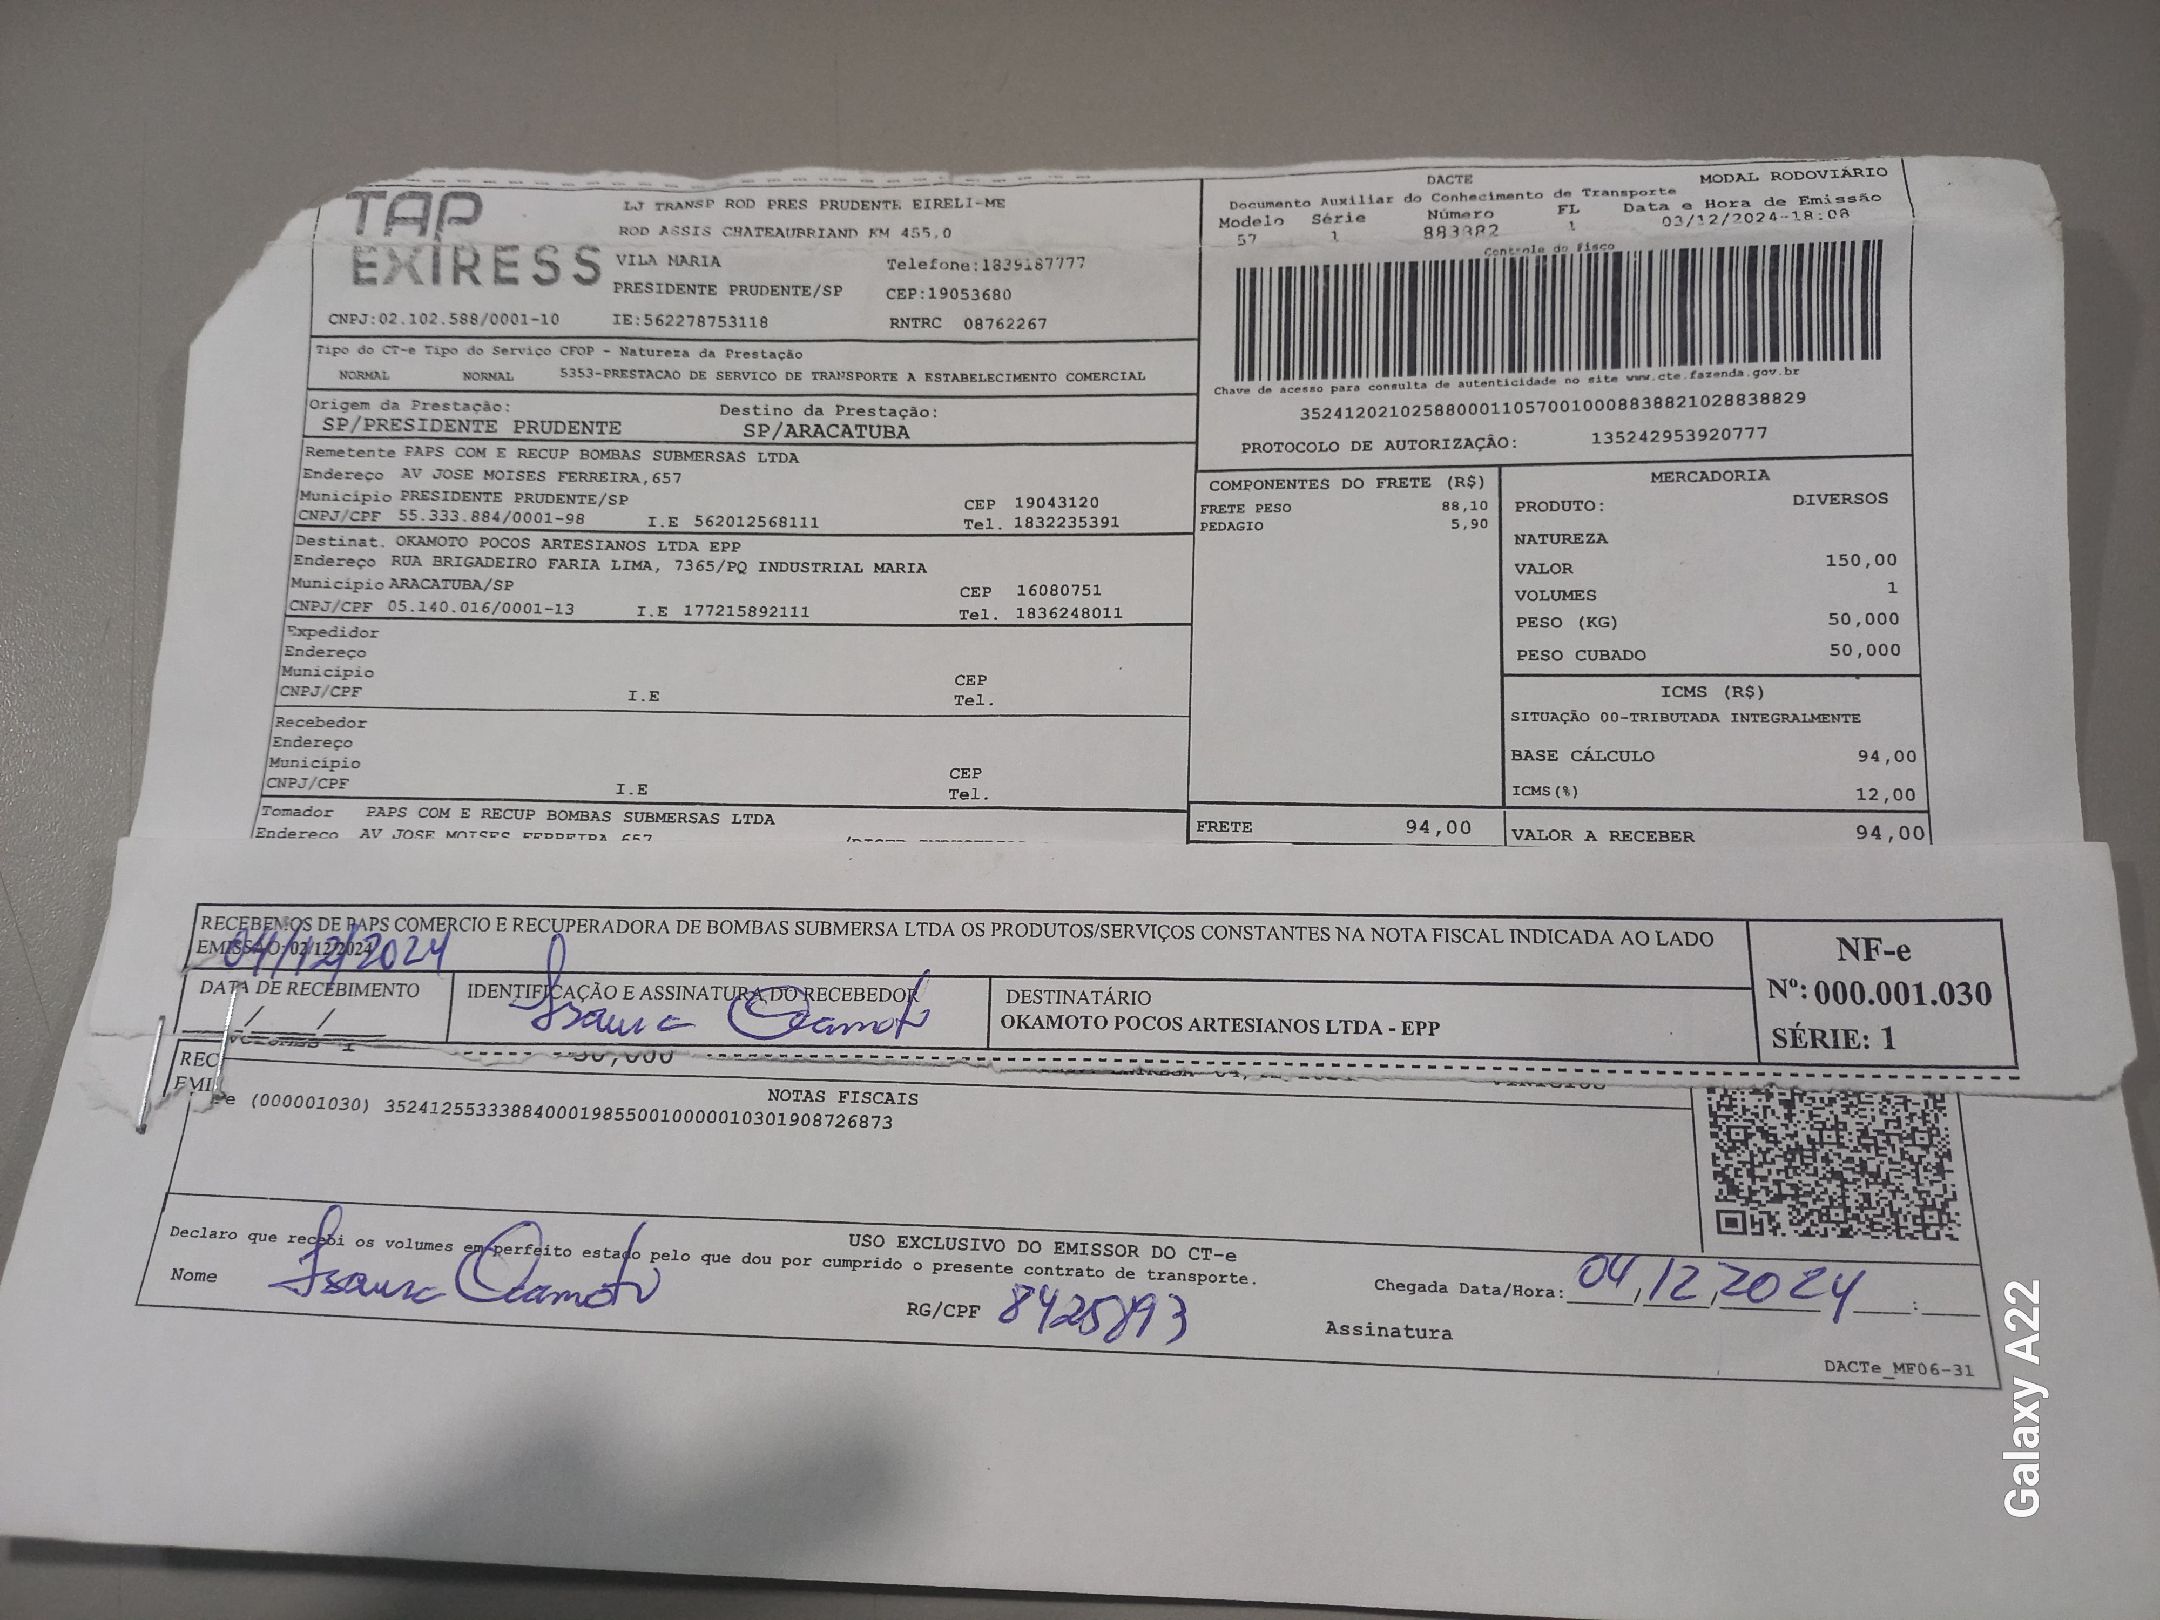 TAP
EXPRESS
LJ TRANSP ROD PRES PRUDENTE EIRELI-ME
ROD ASSIS CHATEAUBRIAND KM 455,0
VILA MARIA Telefone:1839187777
PRESIDENTE PRUDENTE/SP CEP:19053680
CNPJ:02.102.588/0001-10 IE:562278753118 RNTRC 08762267
DACTE MODAL RODOVIÁRIO
Documento Auxiliar do Conhecimento de Transporte
Modelo Série Número FL Data e Hora de Emissão
57 1 883882 1 03/12/2024-18:08
Controle do Fisco
Chave de acesso para consulta de autenticidade no site www.cte.fazenda.gov.br
35241202102588000110570010008838821028838829
PROTOCOLO DE AUTORIZAÇÃO: 135242953920777
Tipo do CT-e Tipo do Serviço CFOP - Natureza da Prestação
NORMAL NORMAL 5353-PRESTACAO DE SERVICO DE TRANSPORTE A ESTABELECIMENTO COMERCIAL
Origem da Prestação: Destino da Prestação:
SP/PRESIDENTE PRUDENTE SP/ARACATUBA
Remetente PAPS COM E RECUP BOMBAS SUBMERSAS LTDA
Endereço AV JOSE MOISES FERREIRA,657
Município PRESIDENTE PRUDENTE/SP CEP 19043120
CNPJ/CPF 55.333.884/0001-98 I.E 562012568111 Tel. 1832235391
Destinat. OKAMOTO POCOS ARTESIANOS LTDA EPP
Endereço RUA BRIGADEIRO FARIA LIMA, 7365/PQ INDUSTRIAL MARIA
Município ARACATUBA/SP CEP 16080751
CNPJ/CPF 05.140.016/0001-13 I.E 177215892111 Tel. 1836248011
Expedidor
Endereço
Município CEP
CNPJ/CPF I.E Tel.
Recebedor
Endereço
Município CEP
CNPJ/CPF I.E Tel.
Tomador PAPS COM E RECUP BOMBAS SUBMERSAS LTDA
Endereço AV JOSE MOISES FERREIRA 657
COMPONENTES DO FRETE (R$)
FRETE PESO 88,10
PEDAGIO 5,90
FRETE 94,00
MERCADORIA
PRODUTO: DIVERSOS
NATUREZA
VALOR 150,00
VOLUMES 1
PESO (KG) 50,000
PESO CUBADO 50,000
ICMS (R$)
SITUAÇÃO 00-TRIBUTADA INTEGRALMENTE
BASE CÁLCULO 94,00
ICMS(%) 12,00
VALOR A RECEBER 94,00
RECEBEMOS DE PAPS COMERCIO E RECUPERADORA DE BOMBAS SUBMERSA LTDA OS PRODUTOS/SERVIÇOS CONSTANTES NA NOTA FISCAL INDICADA AO LADO
EMISSÃO: 02/12/2024
04/12/2024
DATA DE RECEBIMENTO
/ /
IDENTIFICAÇÃO E ASSINATURA DO RECEBEDOR
DESTINATÁRIO
OKAMOTO POCOS ARTESIANOS LTDA - EPP
NF-e
Nº: 000.001.030
SÉRIE: 1
REC
EMI
NOTAS FISCAIS
(000001030) 35241255333884000198550010000010301908726873
USO EXCLUSIVO DO EMISSOR DO CT-e
Declaro que recebi os volumes em perfeito estado pelo que dou por cumprido o presente contrato de transporte.
Nome RG/CPF 8425893
Chegada Data/Hora: 04,12,2024 :
Assinatura
DACTe_MF06-31
Galaxy A22